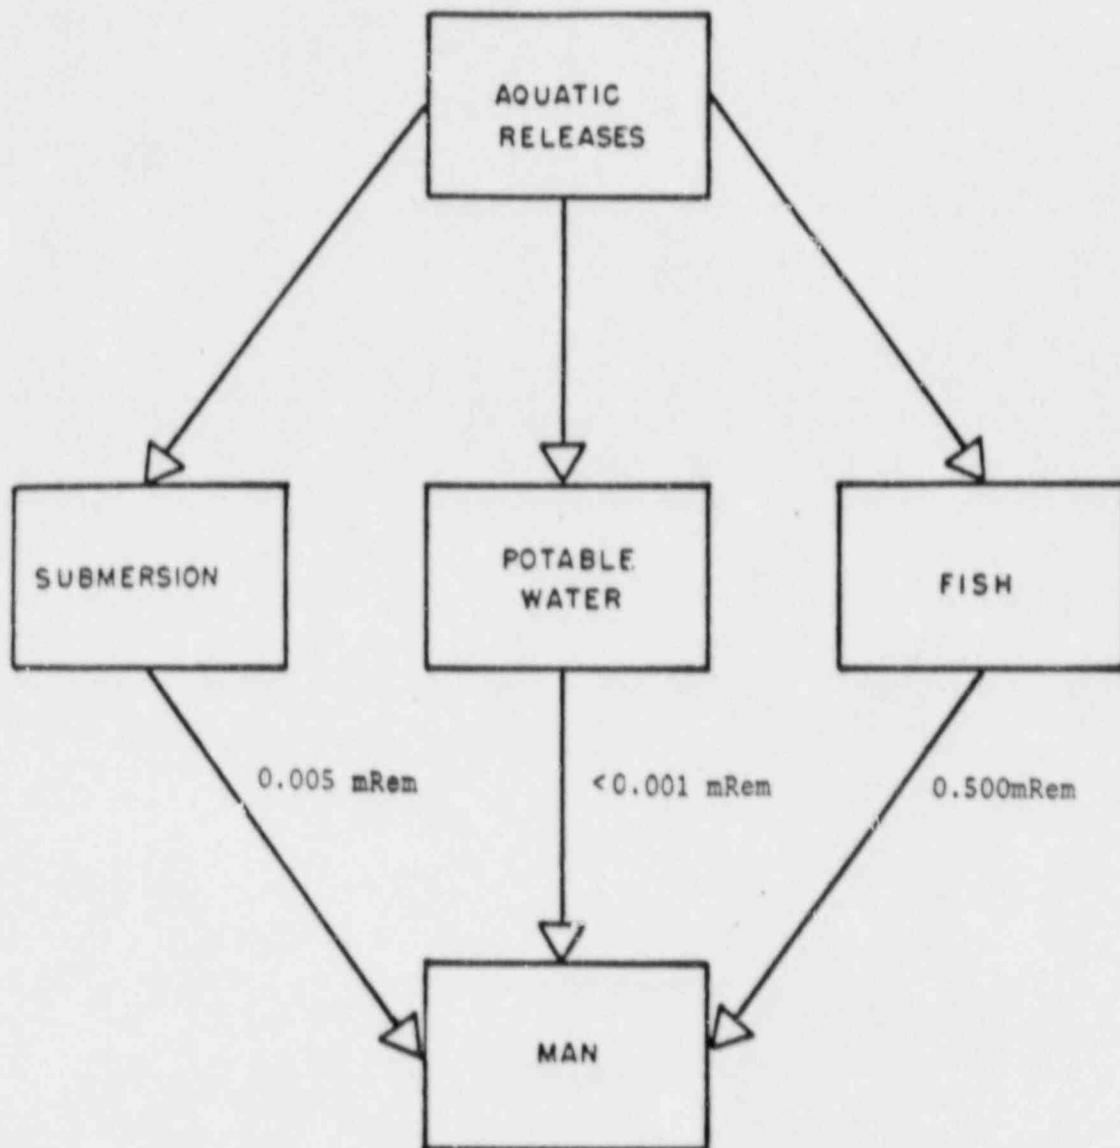 AQUATIC
RELEASES
SUBMERSION
POTABLE
WATER
FISH
0.005 mRem
<0.001 mRem
0.500mRem
MAN